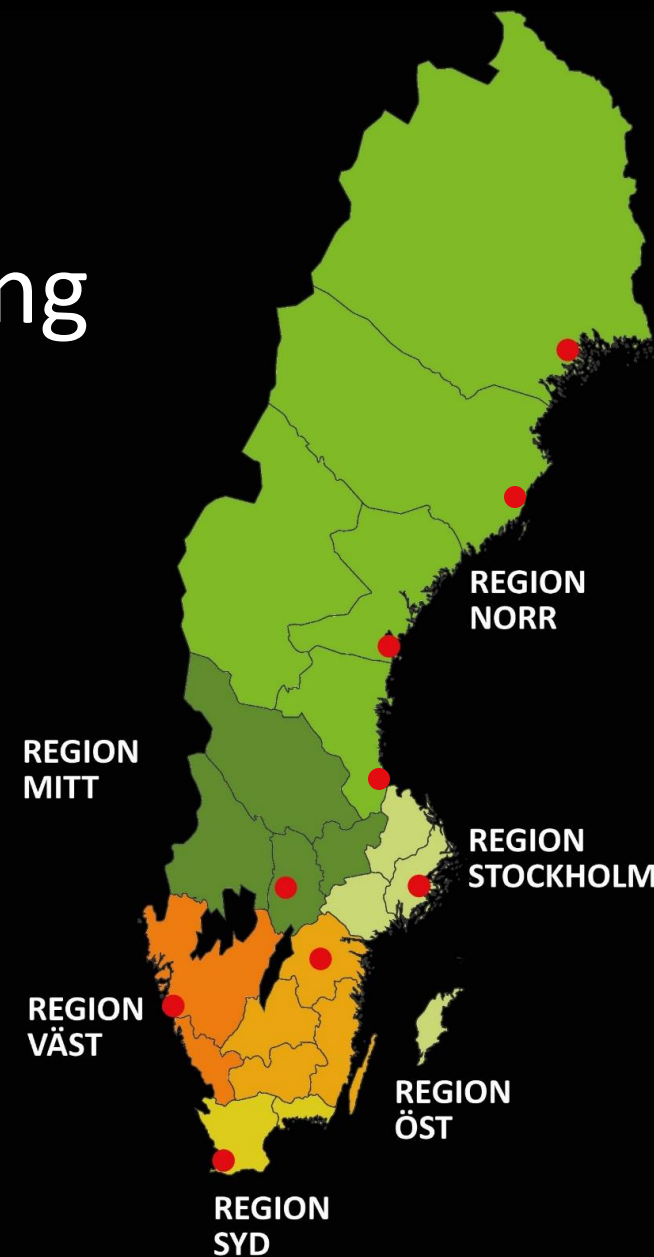 ng
REGION
NORR
REGION
MITT
REGION
STOCKHOLM
REGION
VÄST
REGION
ÖST
REGION
SYD